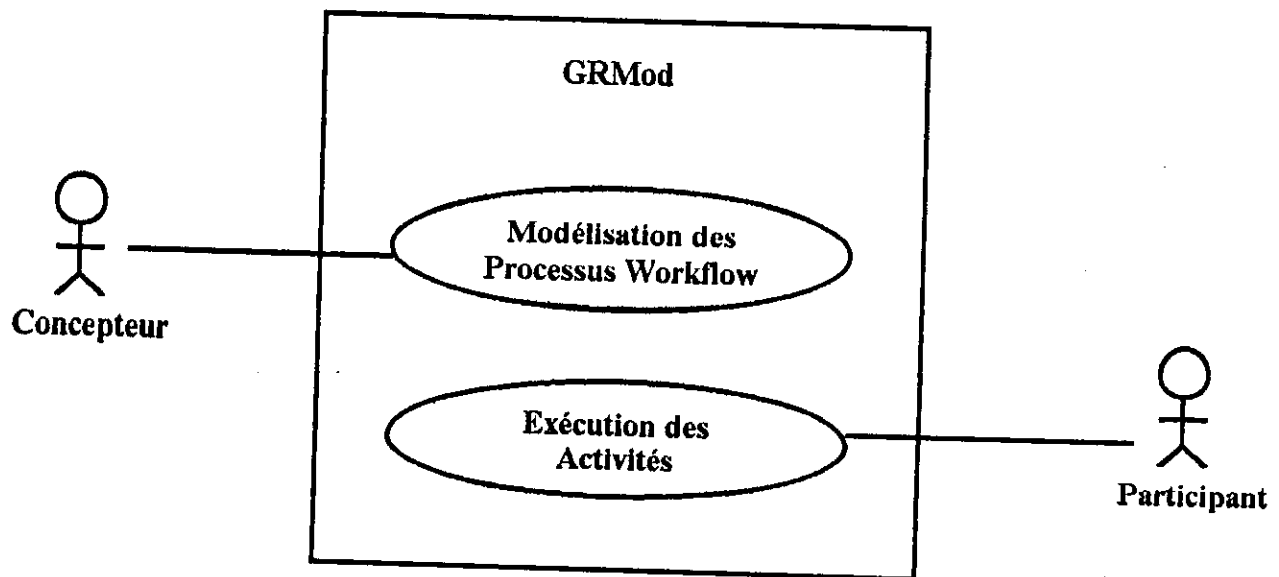 GRMod
Modélisation des
Processus Workflow
Concepteur
Exécution des
Activités
Participant